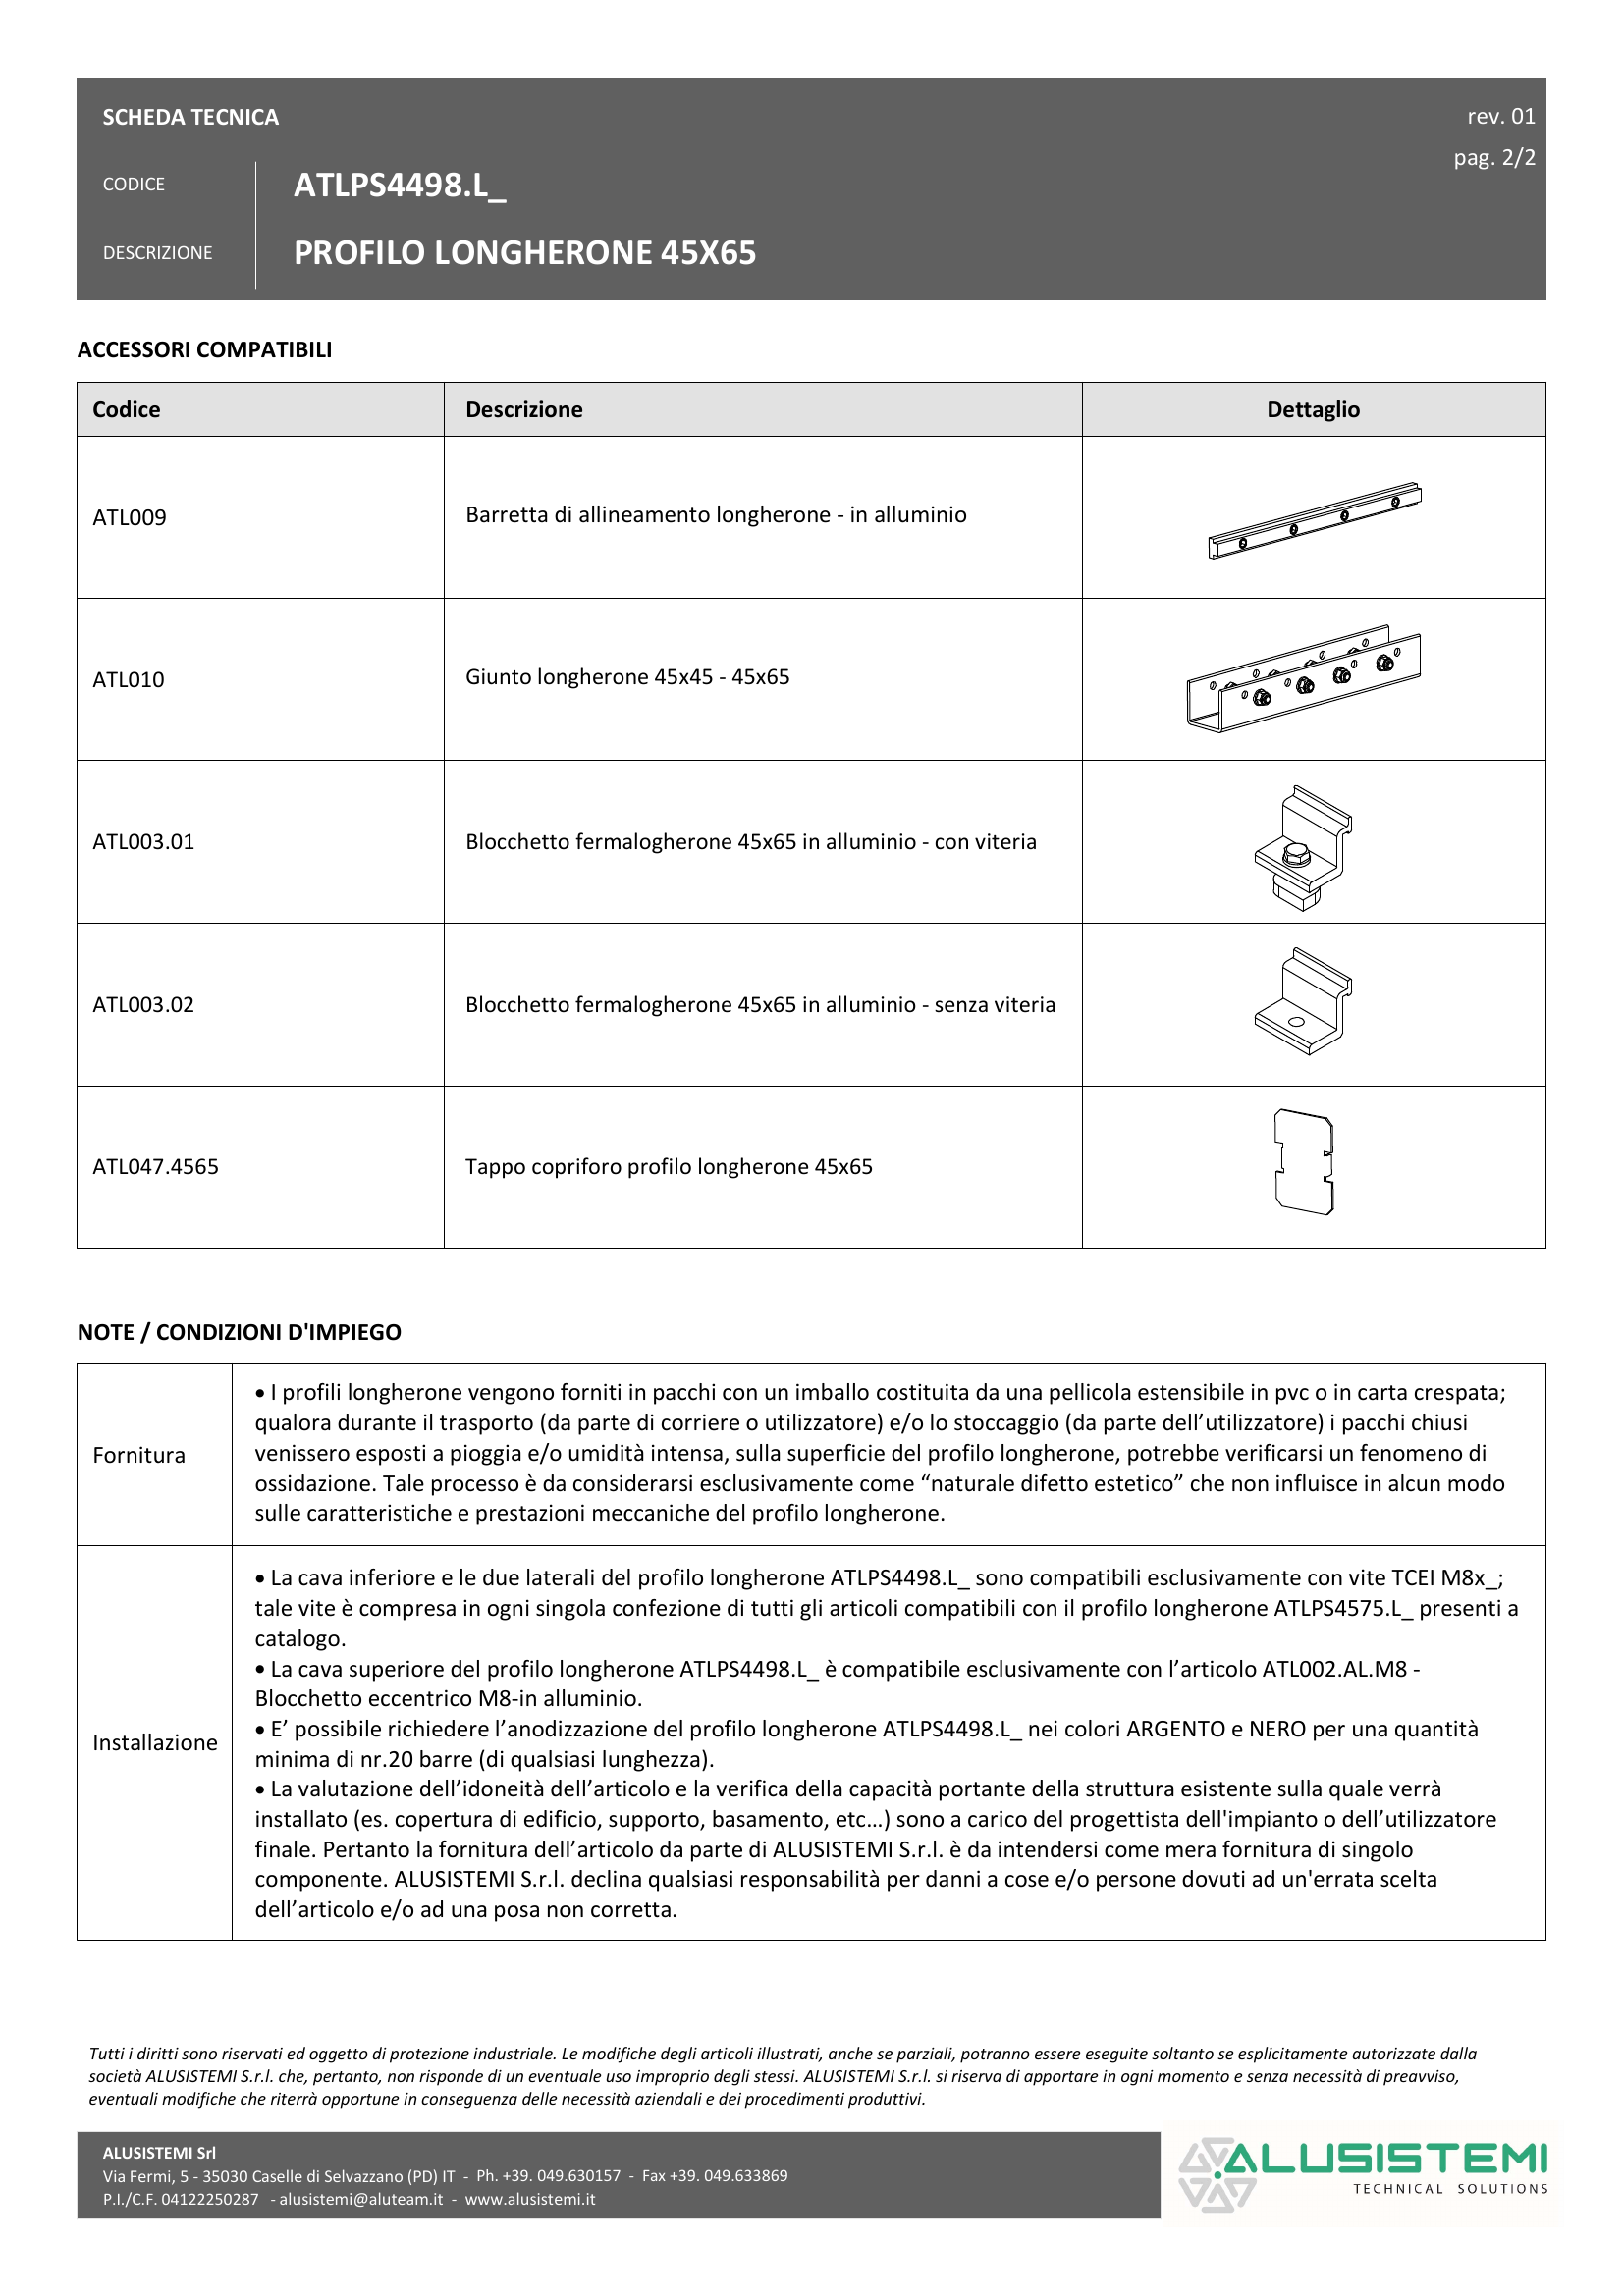 SCHEDA TECNICA
rev. 01
pag. 2/2
CODICE
ATLPS4498.L_
DESCRIZIONE
PROFILO LONGHERONE 45X65
ACCESSORI COMPATIBILI
Codice Descrizione Dettaglio
ATL009 Barretta di allineamento longherone - in alluminio
ATL010 Giunto longherone 45x45 - 45x65
ATL003.01 Blocchetto fermalogherone 45x65 in alluminio - con viteria
ATL003.02 Blocchetto fermalogherone 45x65 in alluminio - senza viteria
ATL047.4565 Tappo copriforo profilo longherone 45x65
NOTE / CONDIZIONI D'IMPIEGO
Fornitura
• I profili longherone vengono forniti in pacchi con un imballo costituita da una pellicola estensibile in pvc o in carta crespata;
qualora durante il trasporto (da parte di corriere o utilizzatore) e/o lo stoccaggio (da parte dell’utilizzatore) i pacchi chiusi
venissero esposti a pioggia e/o umidità intensa, sulla superficie del profilo longherone, potrebbe verificarsi un fenomeno di
ossidazione. Tale processo è da considerarsi esclusivamente come “naturale difetto estetico” che non influisce in alcun modo
sulle caratteristiche e prestazioni meccaniche del profilo longherone.
Installazione
• La cava inferiore e le due laterali del profilo longherone ATLPS4498.L_ sono compatibili esclusivamente con vite TCEI M8x_;
tale vite è compresa in ogni singola confezione di tutti gli articoli compatibili con il profilo longherone ATLPS4575.L_ presenti a
catalogo.
• La cava superiore del profilo longherone ATLPS4498.L_ è compatibile esclusivamente con l’articolo ATL002.AL.M8 -
Blocchetto eccentrico M8-in alluminio.
• E’ possibile richiedere l’anodizzazione del profilo longherone ATLPS4498.L_ nei colori ARGENTO e NERO per una quantità
minima di nr.20 barre (di qualsiasi lunghezza).
• La valutazione dell’idoneità dell’articolo e la verifica della capacità portante della struttura esistente sulla quale verrà
installato (es. copertura di edificio, supporto, basamento, etc…) sono a carico del progettista dell'impianto o dell’utilizzatore
finale. Pertanto la fornitura dell’articolo da parte di ALUSISTEMI S.r.l. è da intendersi come mera fornitura di singolo
componente. ALUSISTEMI S.r.l. declina qualsiasi responsabilità per danni a cose e/o persone dovuti ad un'errata scelta
dell’articolo e/o ad una posa non corretta.
Tutti i diritti sono riservati ed oggetto di protezione industriale. Le modifiche degli articoli illustrati, anche se parziali, potranno essere eseguite soltanto se esplicitamente autorizzate dalla
società ALUSISTEMI S.r.l. che, pertanto, non risponde di un eventuale uso improprio degli stessi. ALUSISTEMI S.r.l. si riserva di apportare in ogni momento e senza necessità di preavviso,
eventuali modifiche che riterrà opportune in conseguenza delle necessità aziendali e dei procedimenti produttivi.
ALUSISTEMI Srl
Via Fermi, 5 - 35030 Caselle di Selvazzano (PD) IT - Ph. +39. 049.630157 - Fax +39. 049.633869
P.I./C.F. 04122250287 - alusistemi@aluteam.it - www.alusistemi.it
ALUSISTEMI
TECHNICAL SOLUTIONS